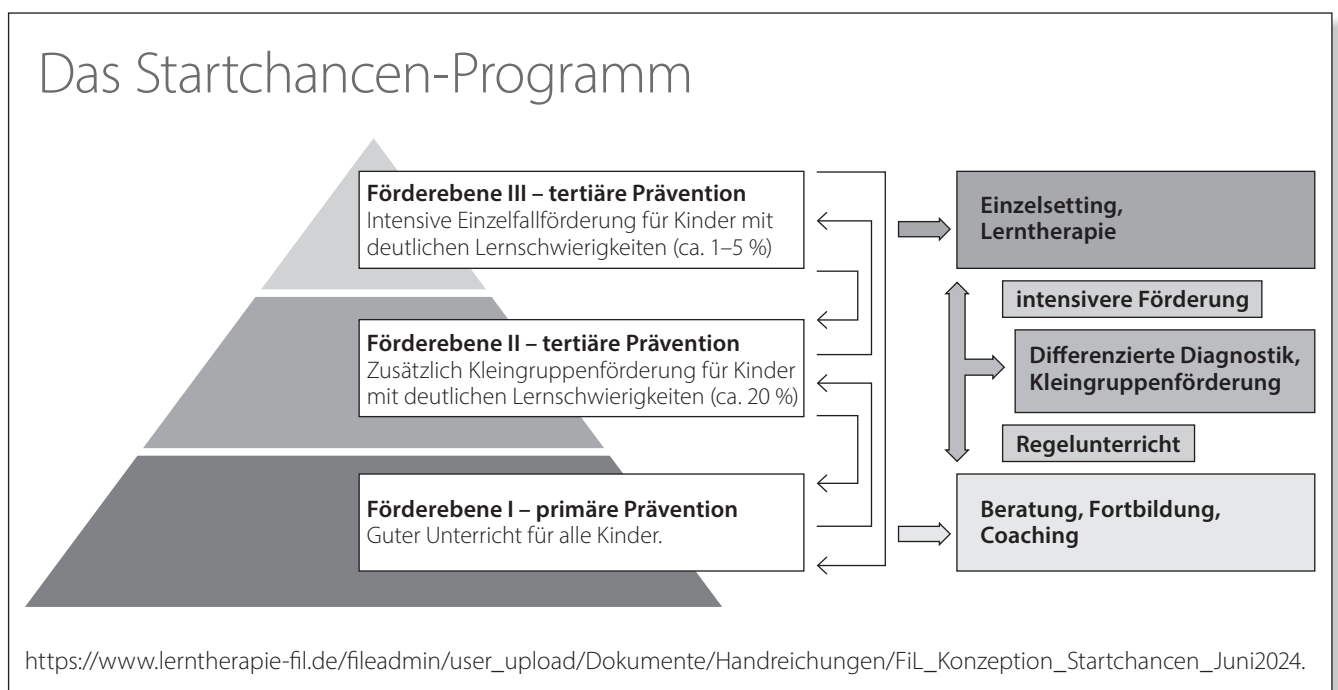 Das Startchancen-Programm
Förderebene III – tertiäre Prävention
Intensive Einzelfallförderung für Kinder mit
deutlichen Lernschwierigkeiten (ca. 1–5 %)
Förderebene II – tertiäre Prävention
Zusätzlich Kleingruppenförderung für Kinder
mit deutlichen Lernschwierigkeiten (ca. 20 %)
Förderebene I – primäre Prävention
Guter Unterricht für alle Kinder.
Einzelsetting,
Lerntherapie
intensivere Förderung
Differenzierte Diagnostik,
Kleingruppenförderung
Regelunterricht
Beratung, Fortbildung,
Coaching
https://www.lerntherapie-fil.de/fileadmin/user_upload/Dokumente/Handreichungen/FiL_Konzeption_Startchancen_Juni2024.